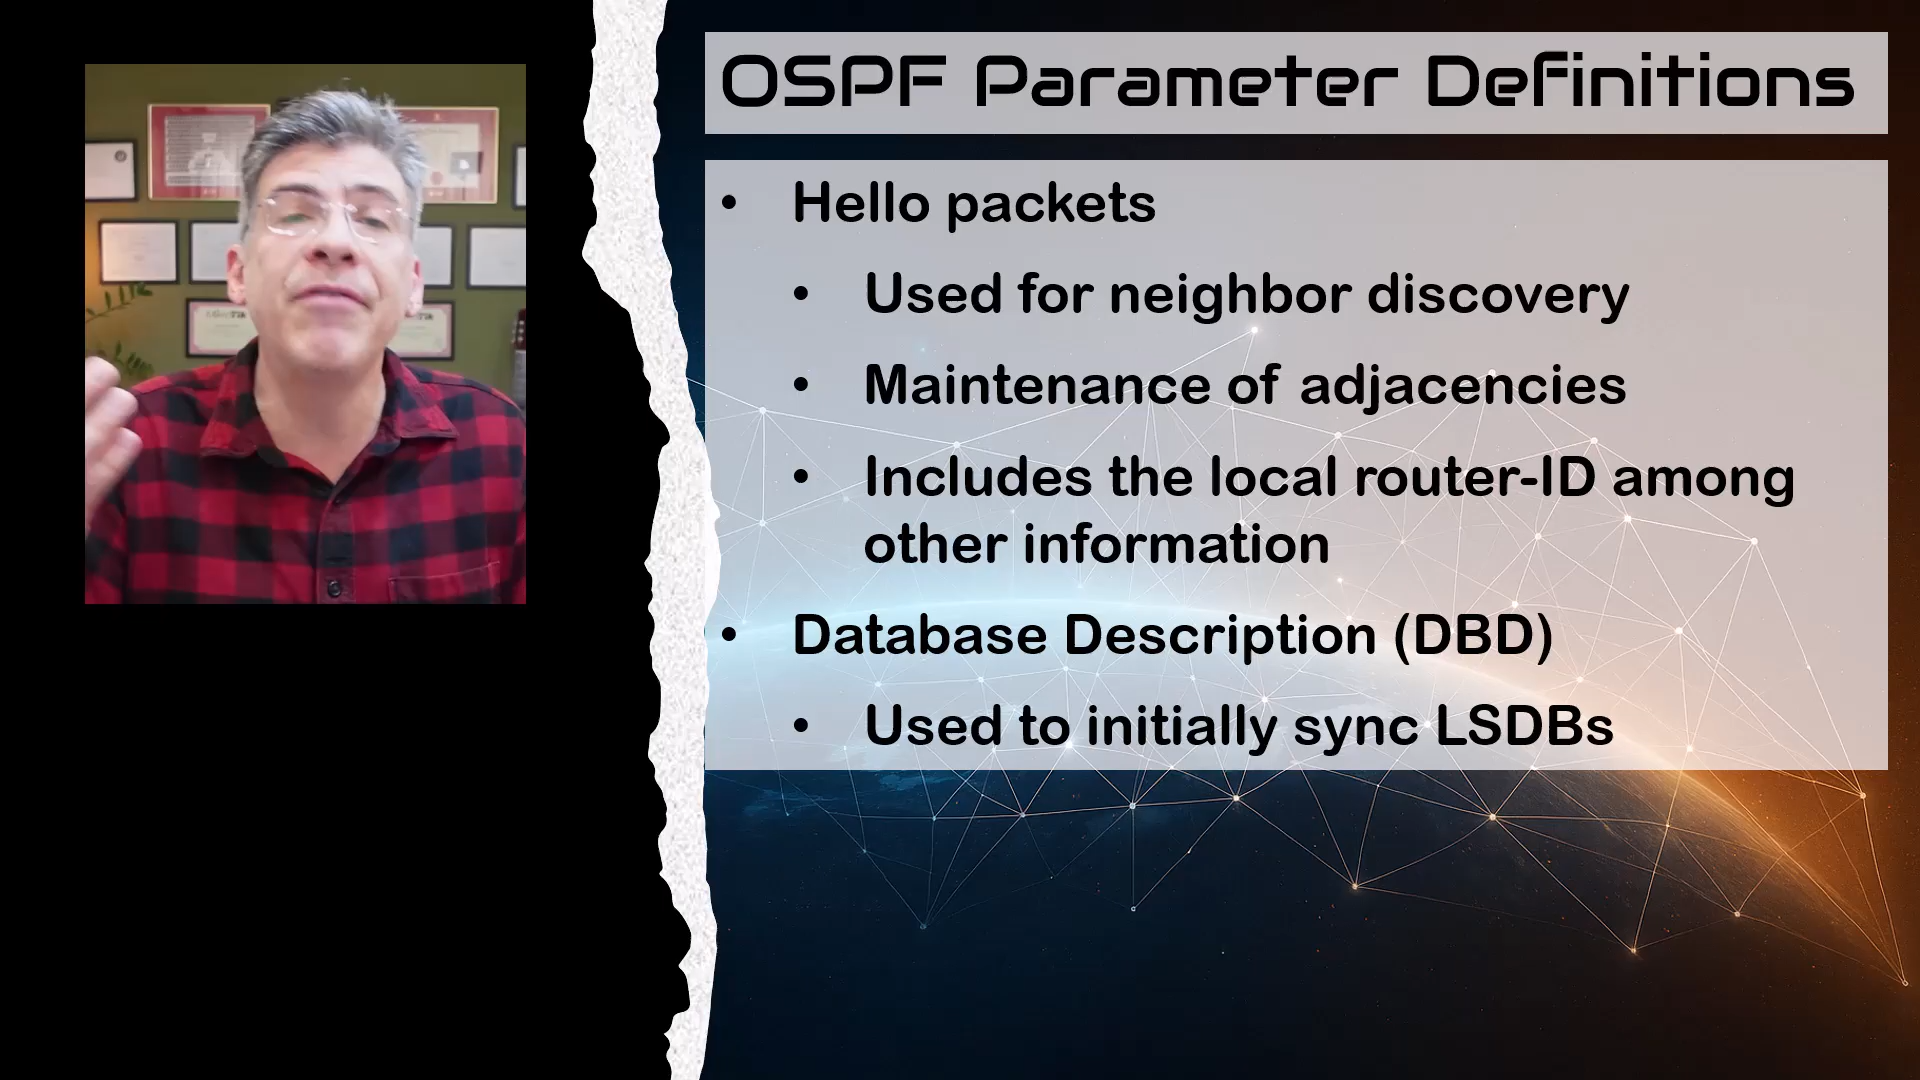 OSPF Parameter Definitions
• Hello packets
• Used for neighbor discovery
• Maintenance of adjacencies
• Includes the local router-ID among
other information
• Database Description (DBD)
• Used to initially sync LSDBs